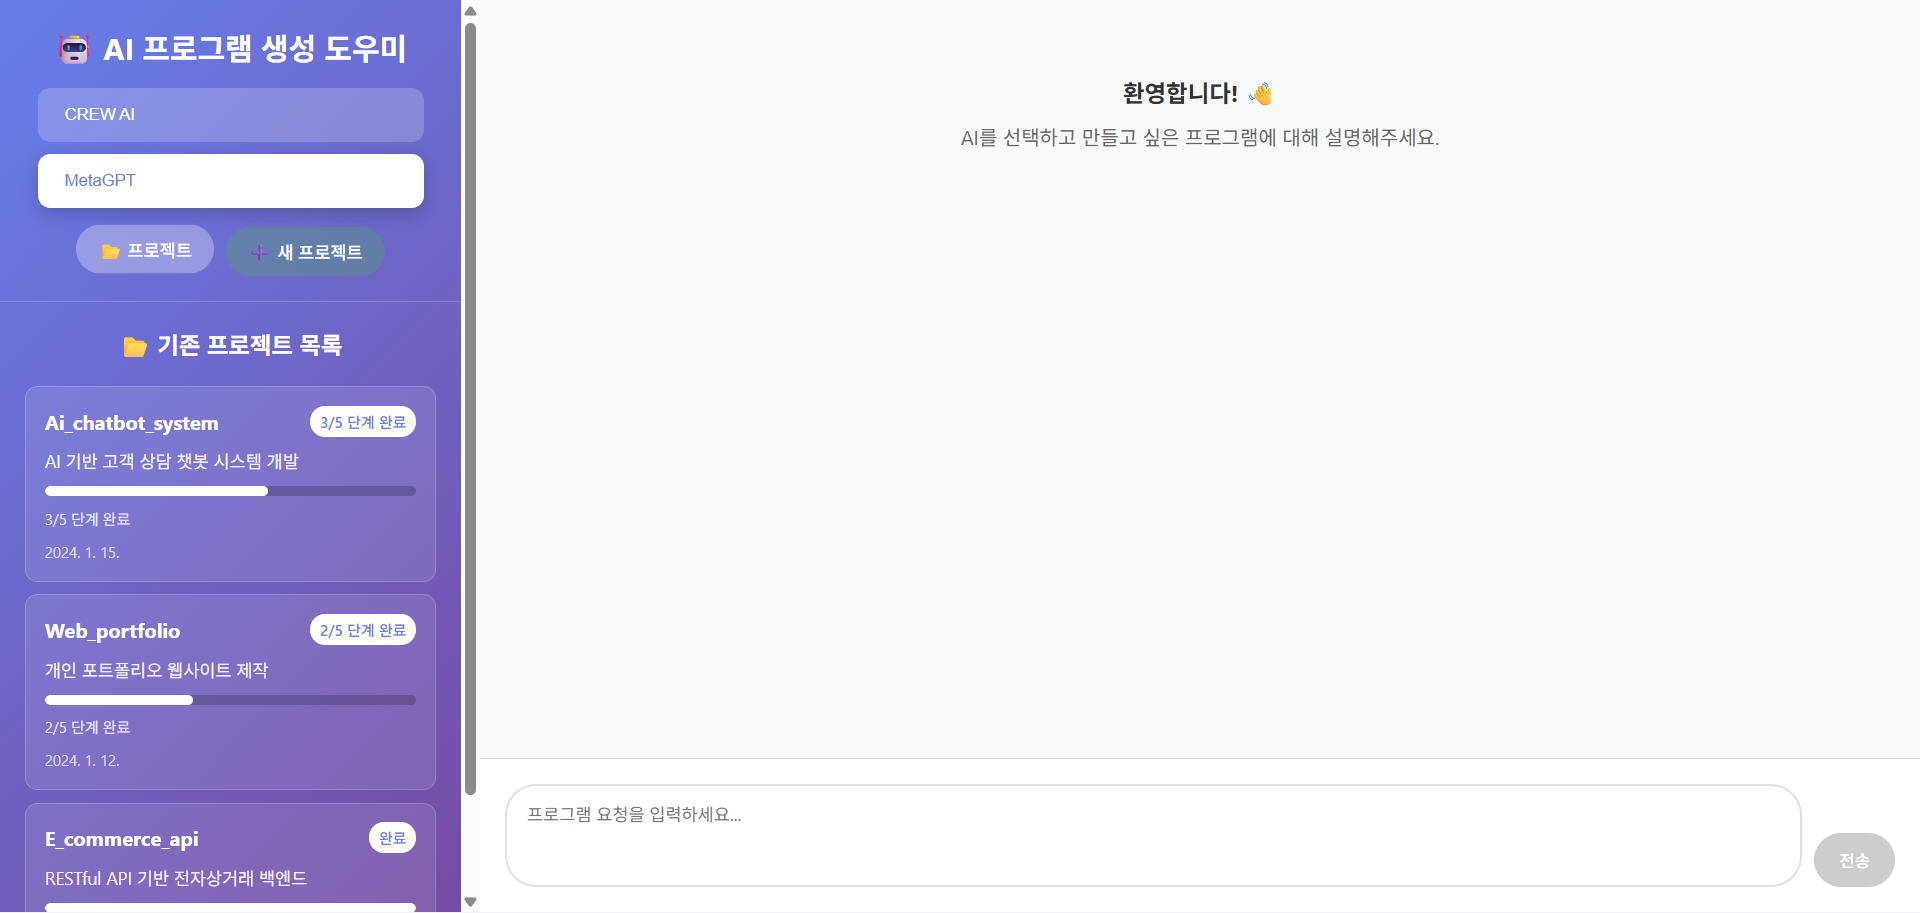 AI 프로그램 생성 도우미
CREW AI
MetaGPT
프로젝트
새 프로젝트
기존 프로젝트 목록
Ai_chatbot_system
3/5 단계 완료
AI 기반 고객 상담 챗봇 시스템 개발
3/5 단계 완료
2024. 1. 15.
Web_portfolio
2/5 단계 완료
개인 포트폴리오 웹사이트 제작
2/5 단계 완료
2024. 1. 12.
E_commerce_api
완료
RESTful API 기반 전자상거래 백엔드
환영합니다! 👋
AI를 선택하고 만들고 싶은 프로그램에 대해 설명해주세요.
프로그램 요청을 입력하세요...
전송